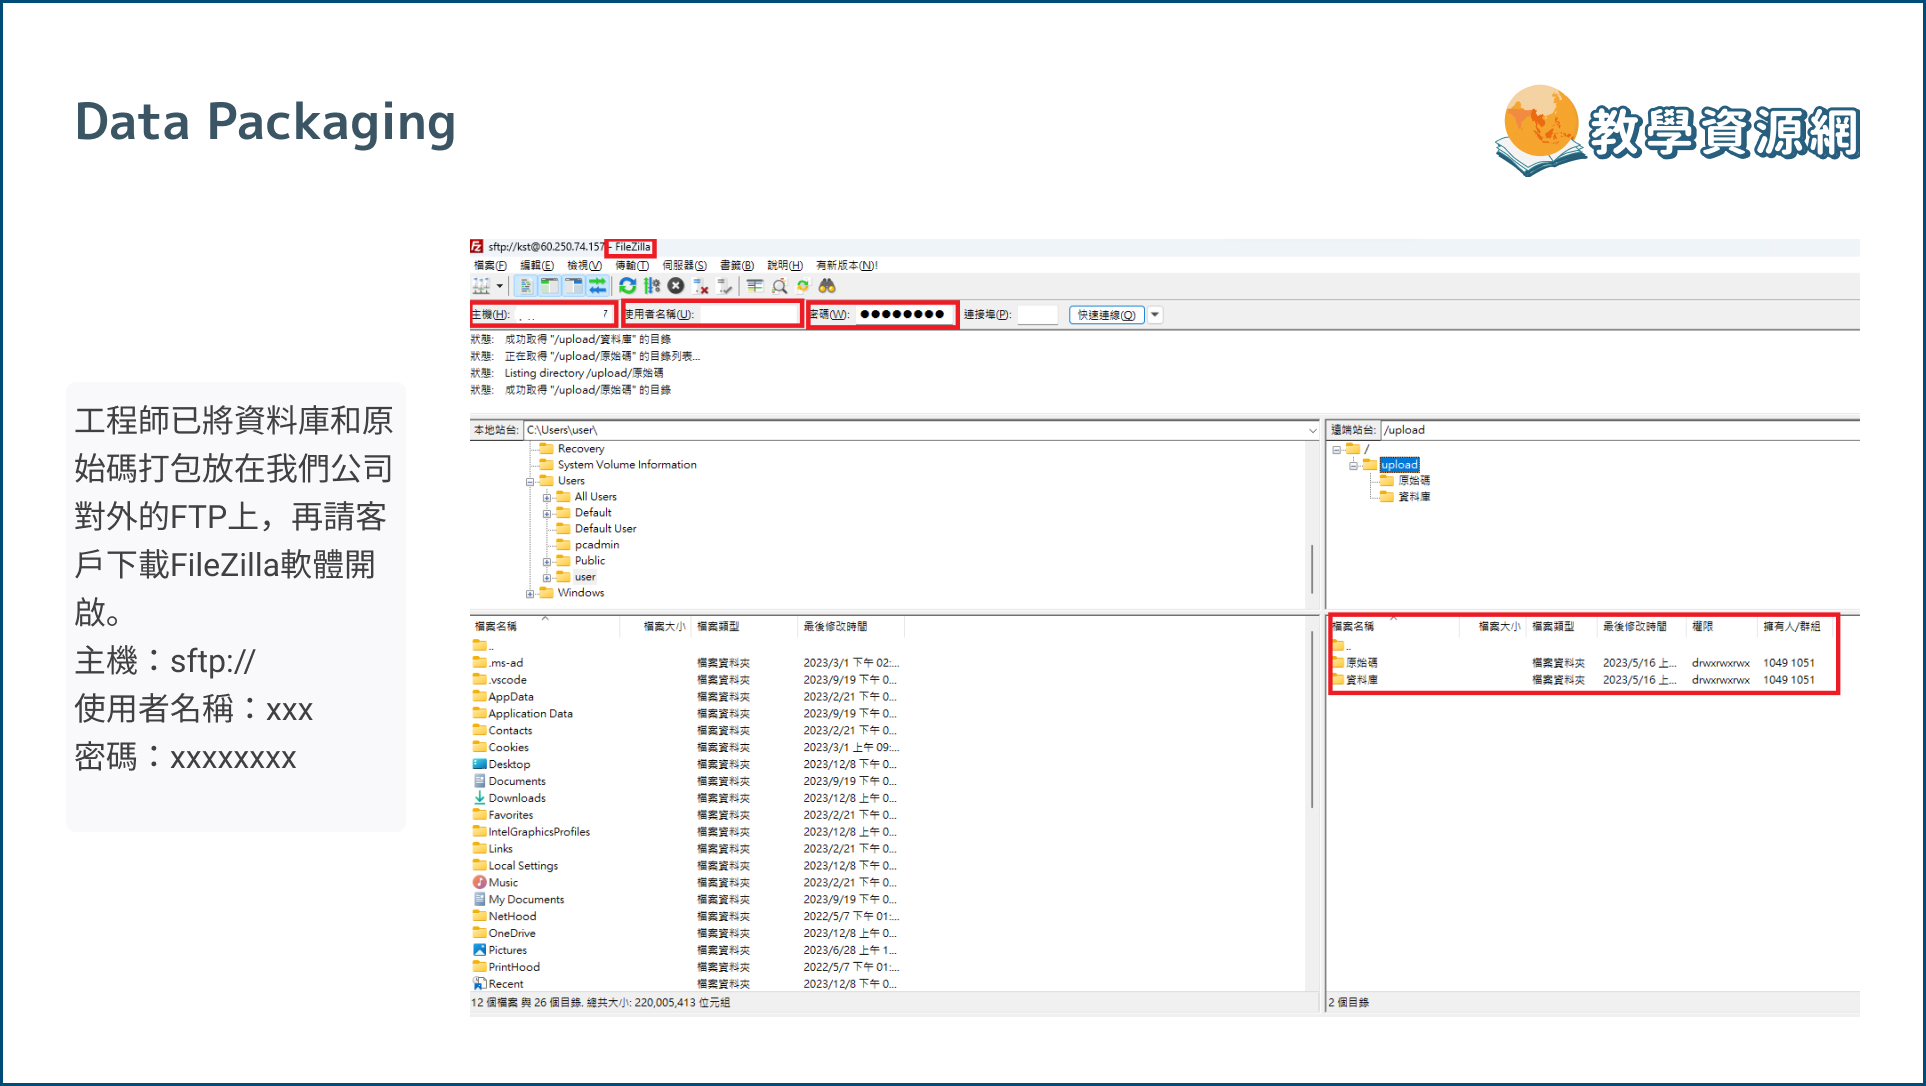 Data Packaging
教學資源網
工程師已將資料庫和原
始碼打包放在我們公司
對外的FTP上，再請客
戶下載FileZilla軟體開
啟。
主機：sftp://
使用者名稱：xxx
密碼：xxxxxxxx
sftp://kst@60.250.74.157 - FileZilla
檔案(F) 編輯(E) 檢視(V) 傳輸(T) 伺服器(S) 書籤(B) 說明(H) 有新版本(N)!
主機(H): 7 使用者名稱(U): 密碼(W): ●●●●●●●● 連接埠(P): 快速連線(Q)
狀態: 成功取得 "/upload/資料庫" 的目錄
狀態: 正在取得 "/upload/原始碼" 的目錄列表...
狀態: Listing directory /upload/原始碼
狀態: 成功取得 "/upload/原始碼" 的目錄
本地站台: C:\Users\user\
Recovery
System Volume Information
Users
All Users
Default
Default User
pcadmin
Public
user
Windows
遠端站台: /upload
/
upload
原始碼
資料庫
檔案名稱 檔案大小 檔案類型 最後修改時間
..
.ms-ad 檔案資料夾 2023/3/1 下午 02:...
.vscode 檔案資料夾 2023/9/19 下午 0...
AppData 檔案資料夾 2023/2/21 下午 0...
Application Data 檔案資料夾 2023/9/19 下午 0...
Contacts 檔案資料夾 2023/2/21 下午 0...
Cookies 檔案資料夾 2023/3/1 上午 09:...
Desktop 檔案資料夾 2023/12/8 下午 0...
Documents 檔案資料夾 2023/9/19 下午 0...
Downloads 檔案資料夾 2023/12/8 上午 0...
Favorites 檔案資料夾 2023/2/21 下午 0...
IntelGraphicsProfiles 檔案資料夾 2023/12/8 上午 0...
Links 檔案資料夾 2023/2/21 下午 0...
Local Settings 檔案資料夾 2023/12/8 下午 0...
Music 檔案資料夾 2023/2/21 下午 0...
My Documents 檔案資料夾 2023/9/19 下午 0...
NetHood 檔案資料夾 2022/5/7 下午 01:...
OneDrive 檔案資料夾 2023/12/8 上午 0...
Pictures 檔案資料夾 2023/6/28 上午 1...
PrintHood 檔案資料夾 2022/5/7 下午 01:...
Recent 檔案資料夾 2023/12/8 下午 0...
12 個檔案 與 26 個目錄. 總共大小: 220,005,413 位元組
檔案名稱 檔案大小 檔案類型 最後修改時間 權限 擁有人/群組
..
原始碼 檔案資料夾 2023/5/16 上... drwxrwxrwx 1049 1051
資料庫 檔案資料夾 2023/5/16 上... drwxrwxrwx 1049 1051
2 個目錄